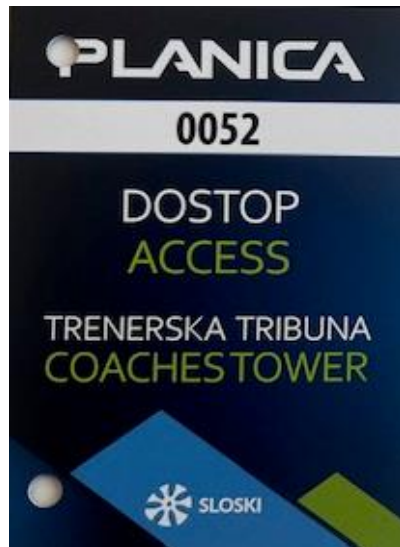 PLANICA
0052
DOSTOP
ACCESS
TRENERSKA TRIBUNA
COACHES TOWER
SLOSKI